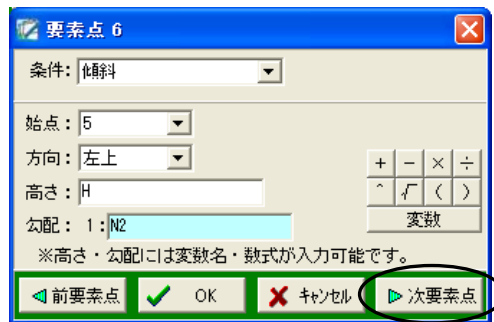 要素点 6
条件: 傾斜
始点: 5
方向: 左上
高さ: H
+ - × ÷
^ √ ( )
勾配: 1: N2
変数
※高さ・勾配には変数名・数式が入力可能です。
前要素点 OK キャンセル 次要素点